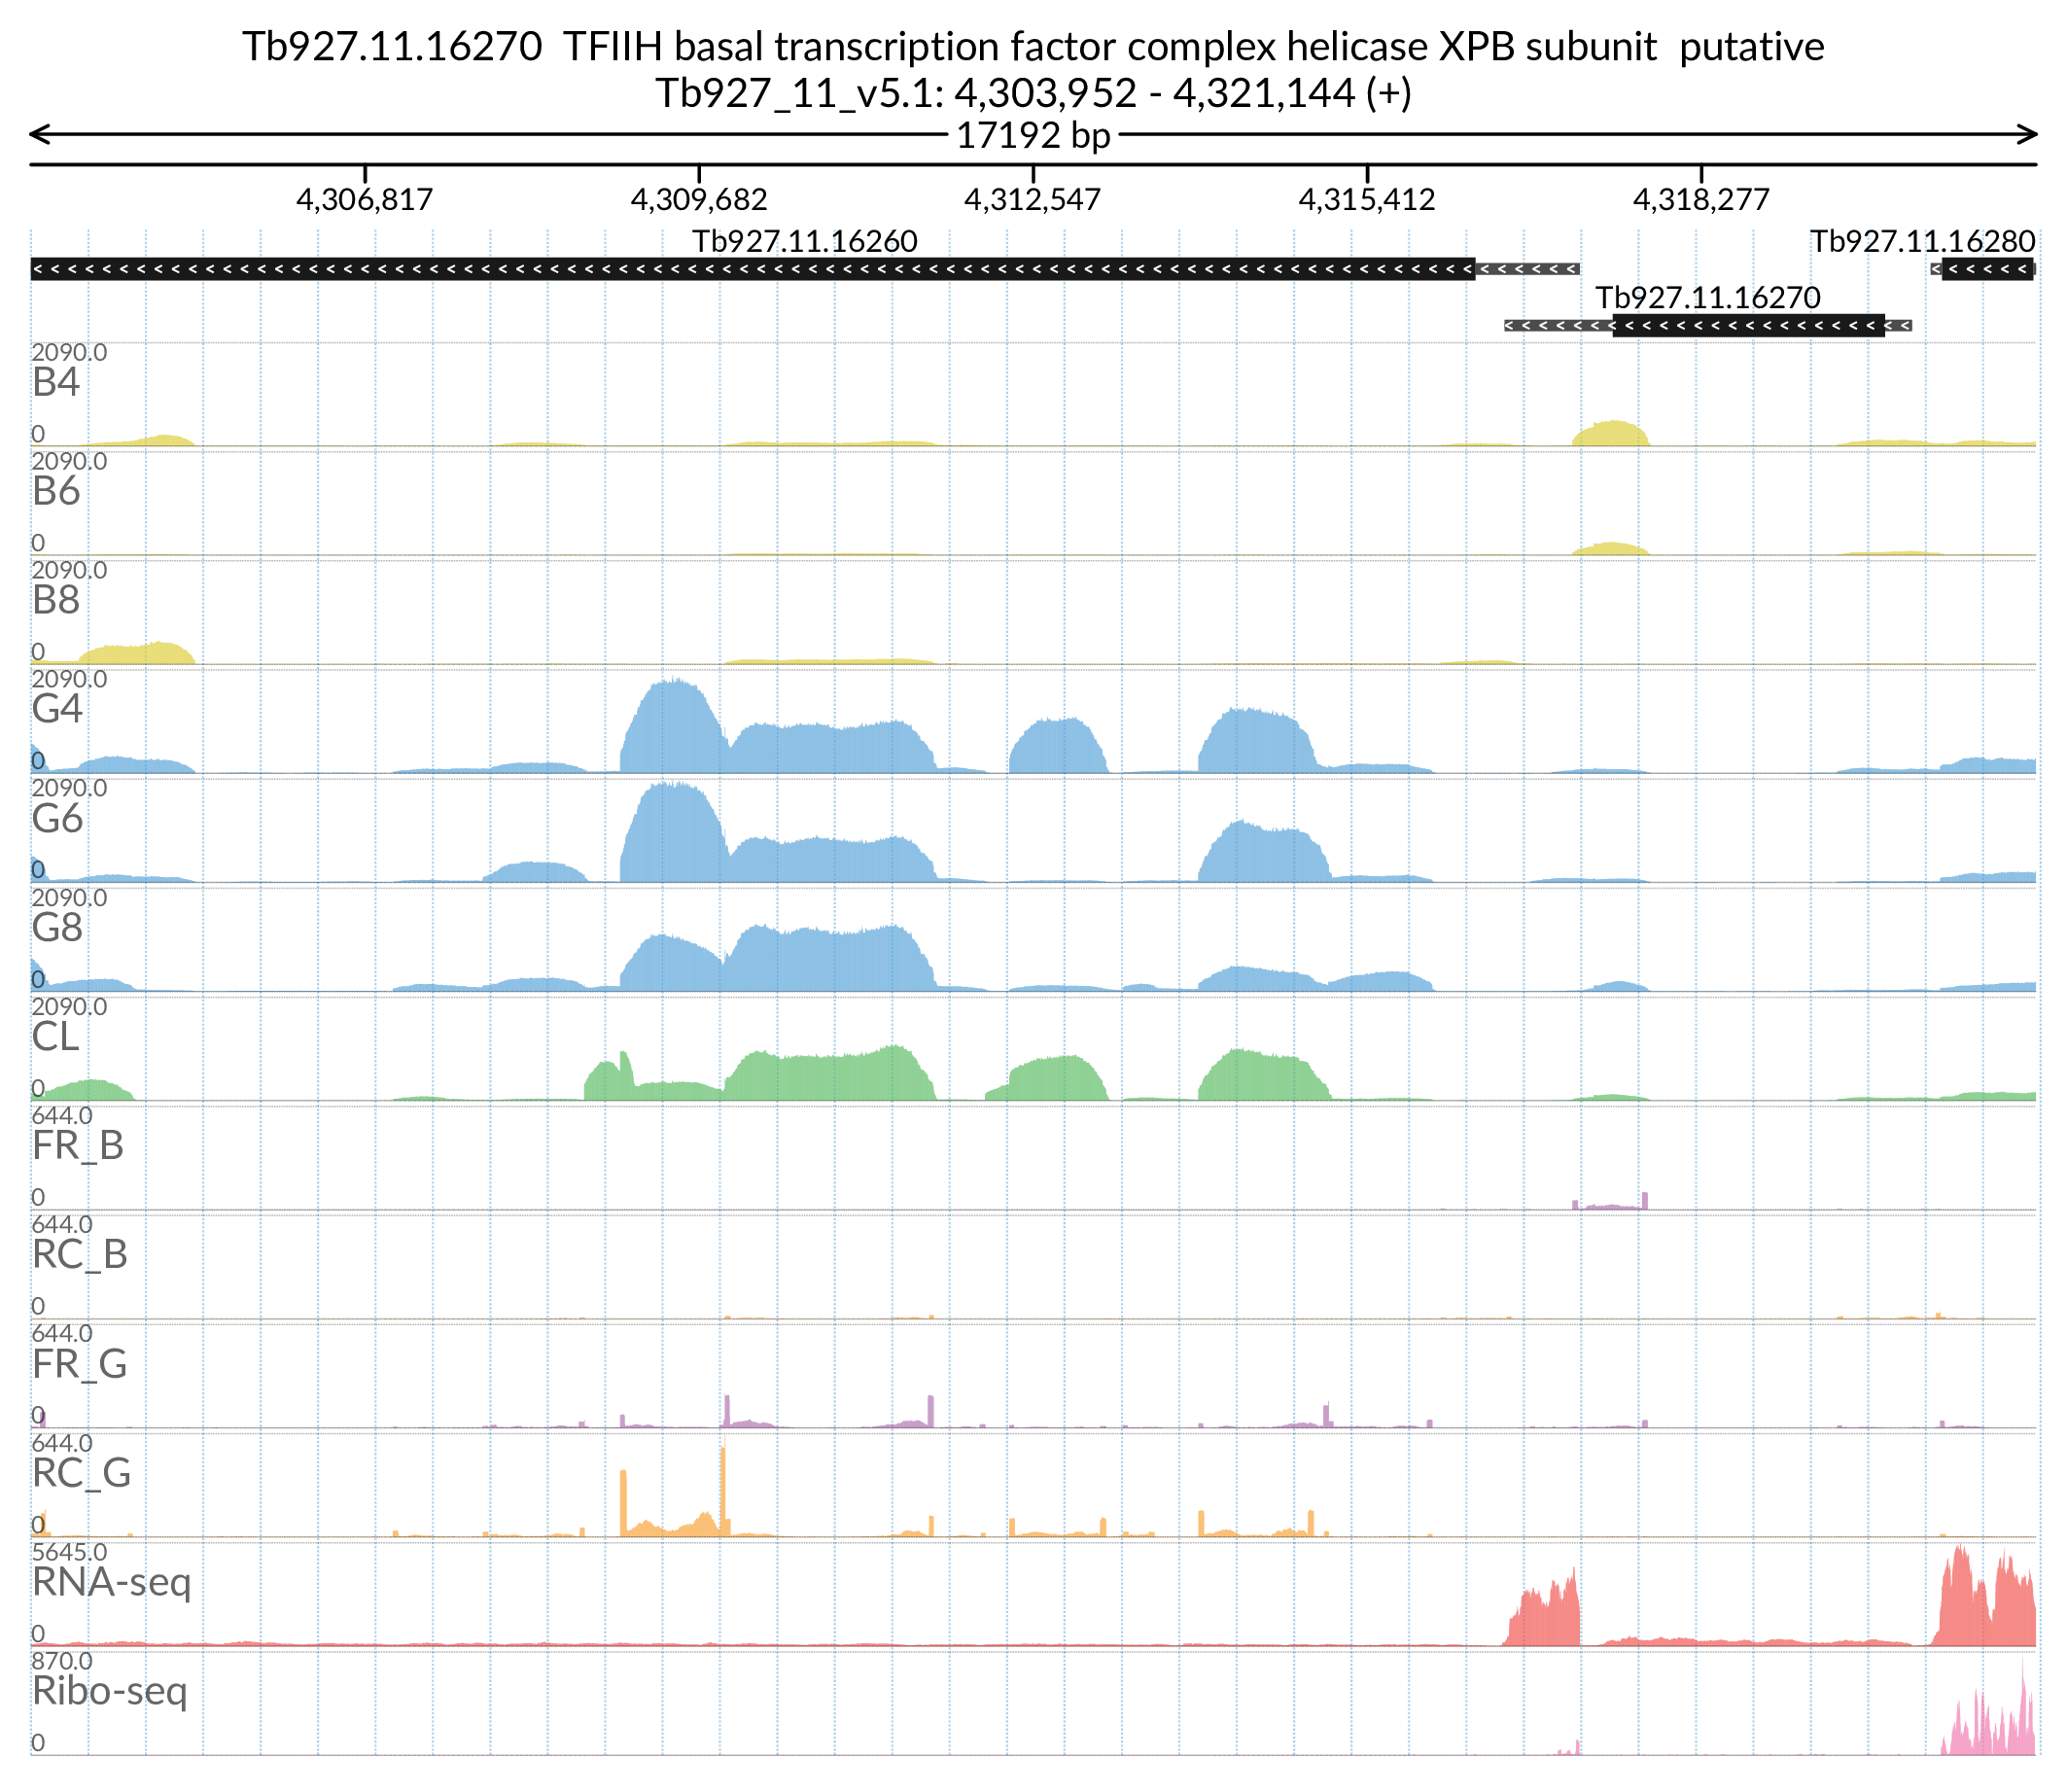 Tb927.11.16270  TFIIH basal transcription factor complex helicase XPB subunit  putative
Tb927_11_v5.1: 4,303,952 - 4,321,144 (+)
17192 bp
4,306,817 4,309,682 4,312,547 4,315,412 4,318,277
Tb927.11.16260 Tb927.11.16280
Tb927.11.16270
2090.0
B4
0
2090.0
B6
0
2090.0
B8
0
2090.0
G4
0
2090.0
G6
0
2090.0
G8
0
2090.0
CL
0
644.0
FR_B
0
644.0
RC_B
0
644.0
FR_G
0
644.0
RC_G
0
5645.0
RNA-seq
0
870.0
Ribo-seq
0